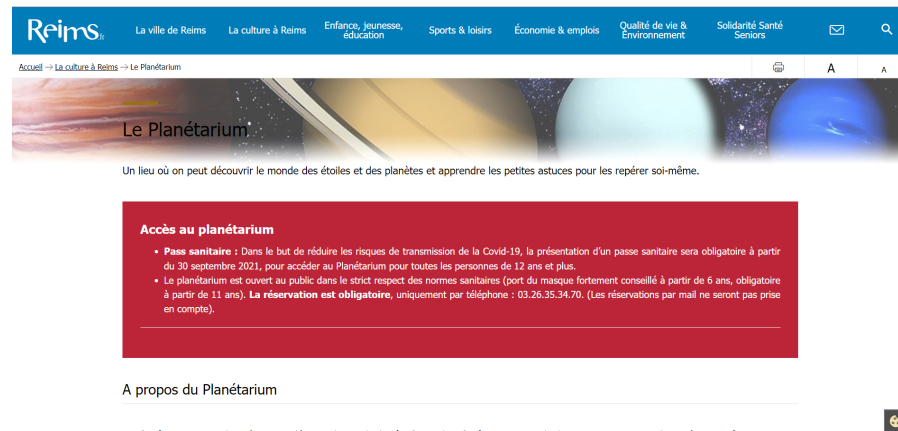 Reims.fr
La ville de Reims
La culture à Reims
Enfance, jeunesse,
éducation
Sports & loisirs
Économie & emplois
Qualité de vie &
Environnement
Solidarité Santé
Seniors
Accueil → La culture à Reims → Le Planétarium
A
A
Le Planétarium
Un lieu où on peut découvrir le monde des étoiles et des planètes et apprendre les petites astuces pour les repérer soi-même.
Accès au planétarium
• Pass sanitaire : Dans le but de réduire les risques de transmission de la Covid-19, la présentation d'un passe sanitaire sera obligatoire à partir
du 30 septembre 2021, pour accéder au Planétarium pour toutes les personnes de 12 ans et plus.
• Le planétarium est ouvert au public dans le strict respect des normes sanitaires (port du masque fortement conseillé à partir de 6 ans, obligatoire
à partir de 11 ans). La réservation est obligatoire, uniquement par téléphone : 03.26.35.34.70. (Les réservations par mail ne seront pas prise
en compte).
A propos du Planétarium